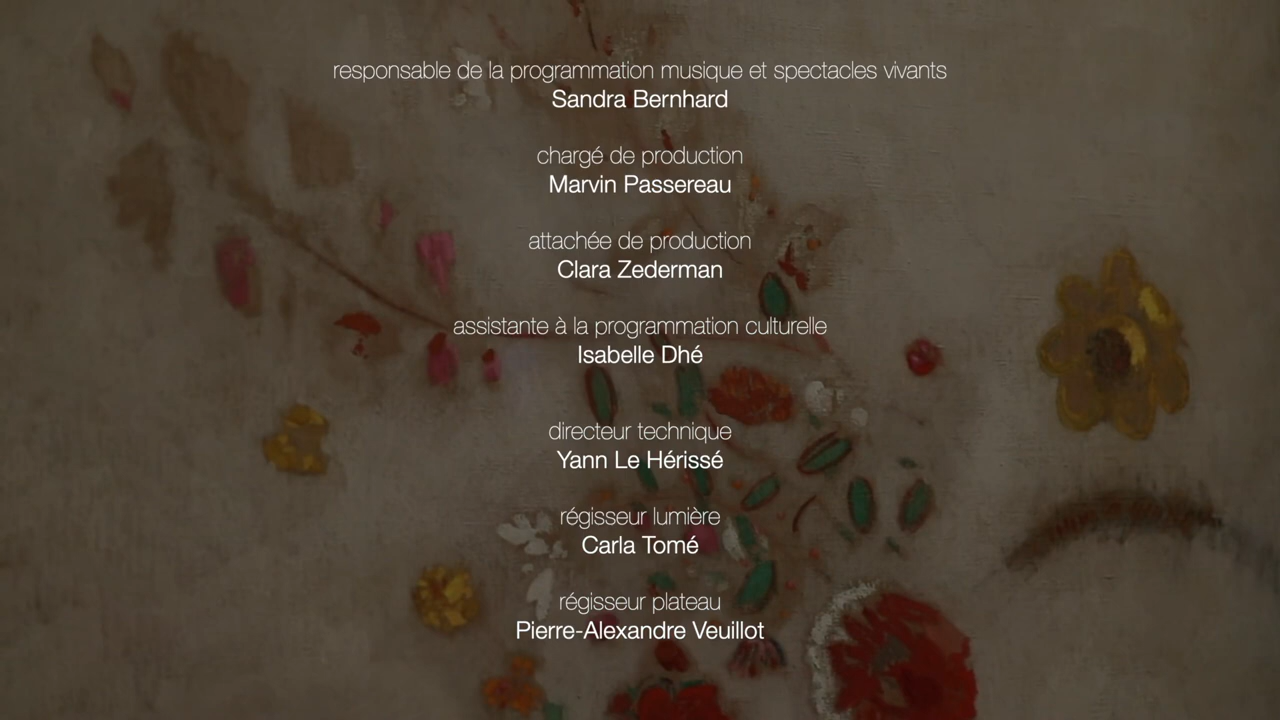 responsable de la programmation musique et spectacles vivants
Sandra Bernhard
chargé de production
Marvin Passereau
attachée de production
Clara Zederman
assistante à la programmation culturelle
Isabelle Dhé
directeur technique
Yann Le Hérissé
régisseur lumière
Carla Tomé
régisseur plateau
Pierre-Alexandre Veuillot